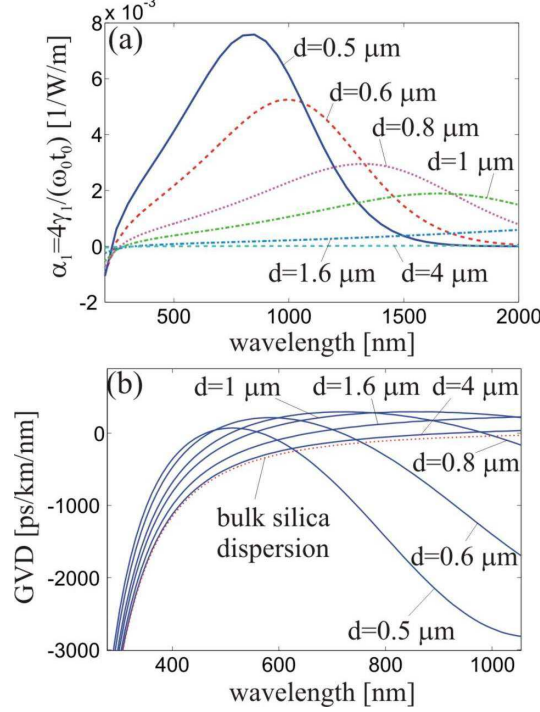 × 10⁻³
(a)
d=0.5 μm
d=0.6 μm
d=0.8 μm
d=1 μm
d=1.6 μm
d=4 μm
8
6
4
2
0
-2
α₁=4γ₁/(ω₀t₀) [1/W/m]
500 1000 1500 2000
wavelength [nm]
(b)
d=1 μm d=1.6 μm d=4 μm
d=0.8 μm
bulk silica
dispersion
d=0.6 μm
d=0.5 μm
0
-1000
-2000
-3000
GVD [ps/km/nm]
400 600 800 1000
wavelength [nm]